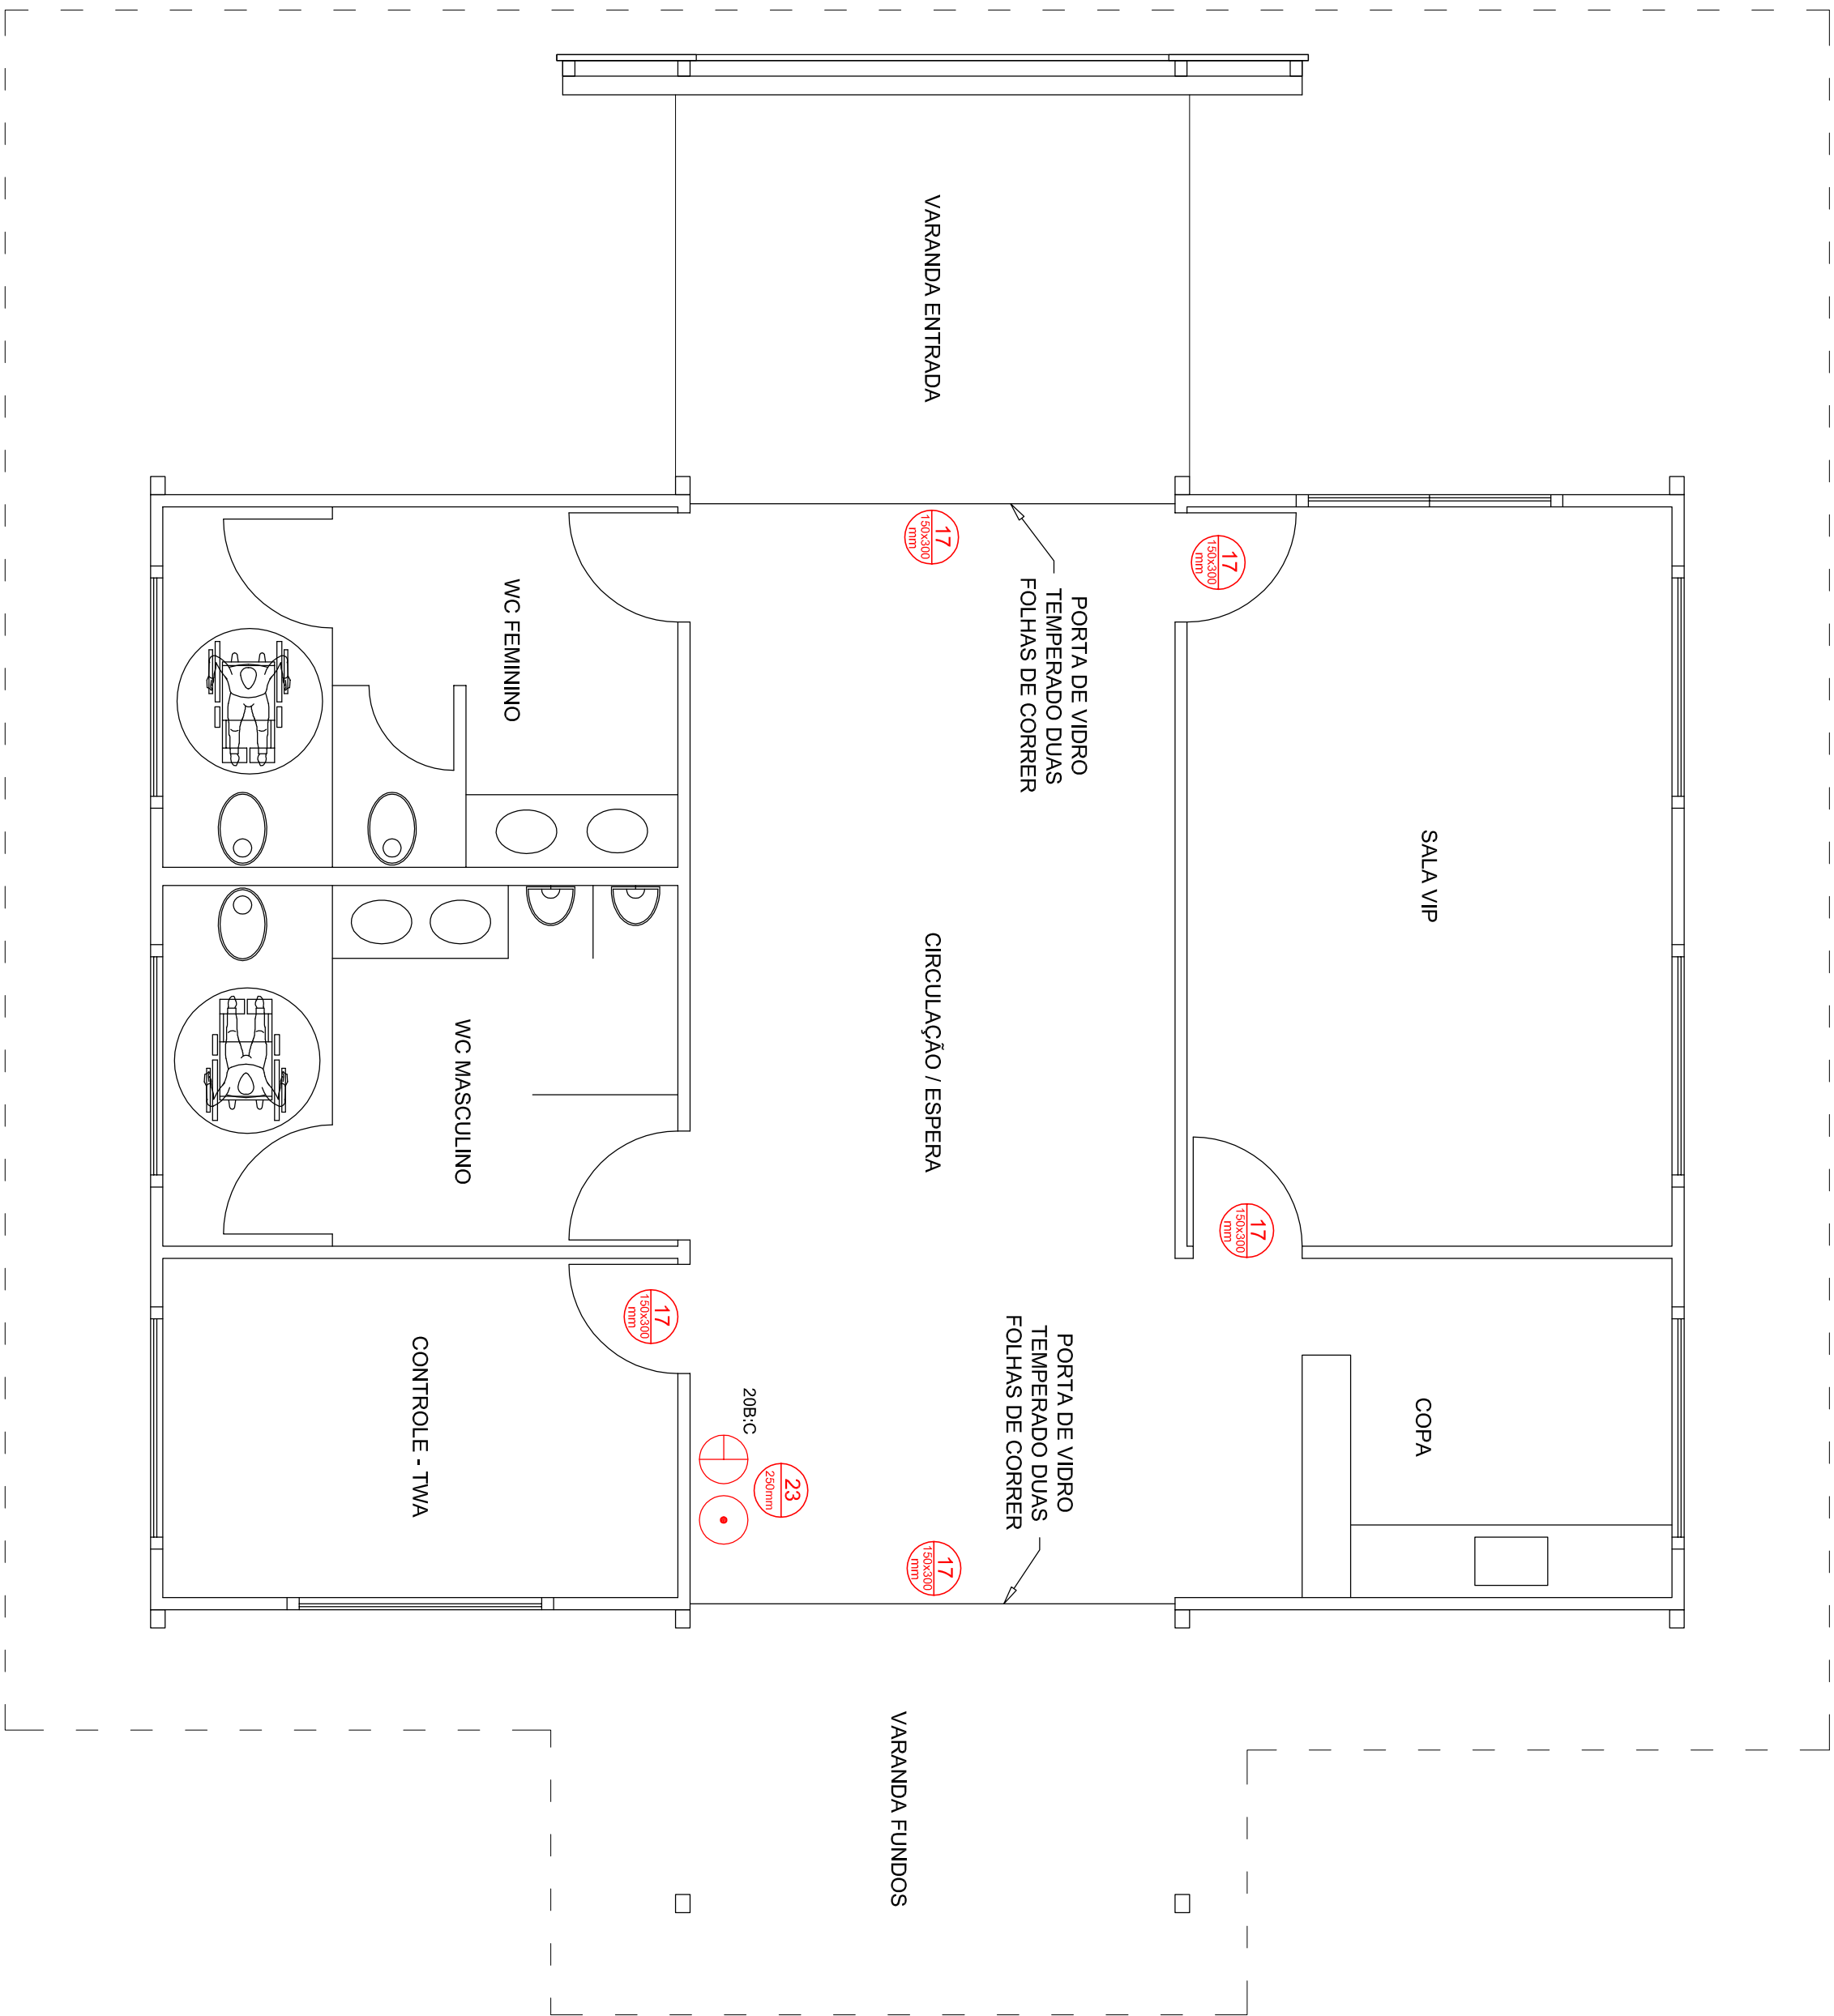 VARANDA ENTRADA
17
150x300
mm
17
150x300
mm
PORTA DE VIDRO
TEMPERADO DUAS
FOLHAS DE CORRER
WC FEMININO
SALA VIP
CIRCULAÇÃO / ESPERA
WC MASCULINO
17
150x300
mm
17
150x300
mm
PORTA DE VIDRO
TEMPERADO DUAS
FOLHAS DE CORRER
CONTROLE - TWA
COPA
20B:C
23
250mm
17
150x300
mm
VARANDA FUNDOS